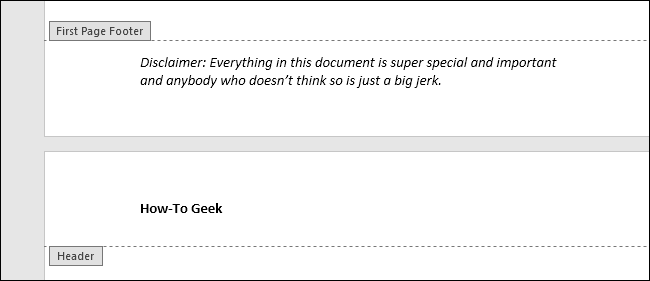 First Page Footer
Disclaimer: Everything in this document is super special and important
and anybody who doesn’t think so is just a big jerk.
How-To Geek
Header